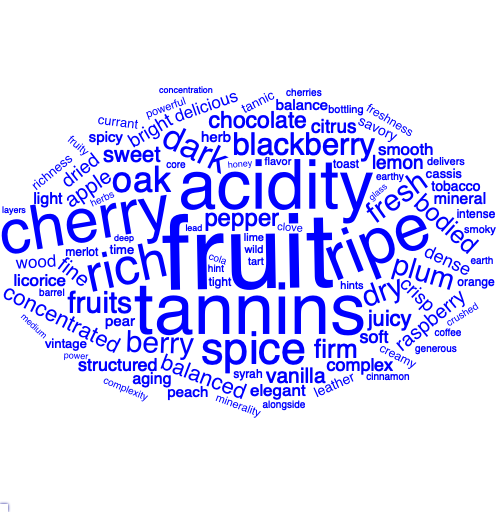 concentration
cherries
powerful
tannic
currant
delicious
balance
bottling
freshness
bright
chocolate
citrus
savory
fruity
spicy
dark
herb
blackberry
smooth
sweet
core
honey
flavor
toast
lemon
delivers
richness
dried
oak
acidity
earthy
cassis
light
apple
herbs
glass
fresh
tobacco
mineral
layers
cherry
pepper
bodied
intense
lead
clove
smoky
deep
fruit
lime
ripe
merlot
time
wild
dense
earth
wood
fine
rich
cola
hint
tart
plum
licorice
tight
hints
dry
crisp
orange
barrel
concentrated
fruits
tannins
raspberry
crushed
medium
pear
juicy
coffee
vintage
berry
spice
firm
soft
creamy
generous
power
structured
balanced
syrah
vanilla
complex
aging
cinnamon
complexity
peach
minerality
elegant
leather
alongside